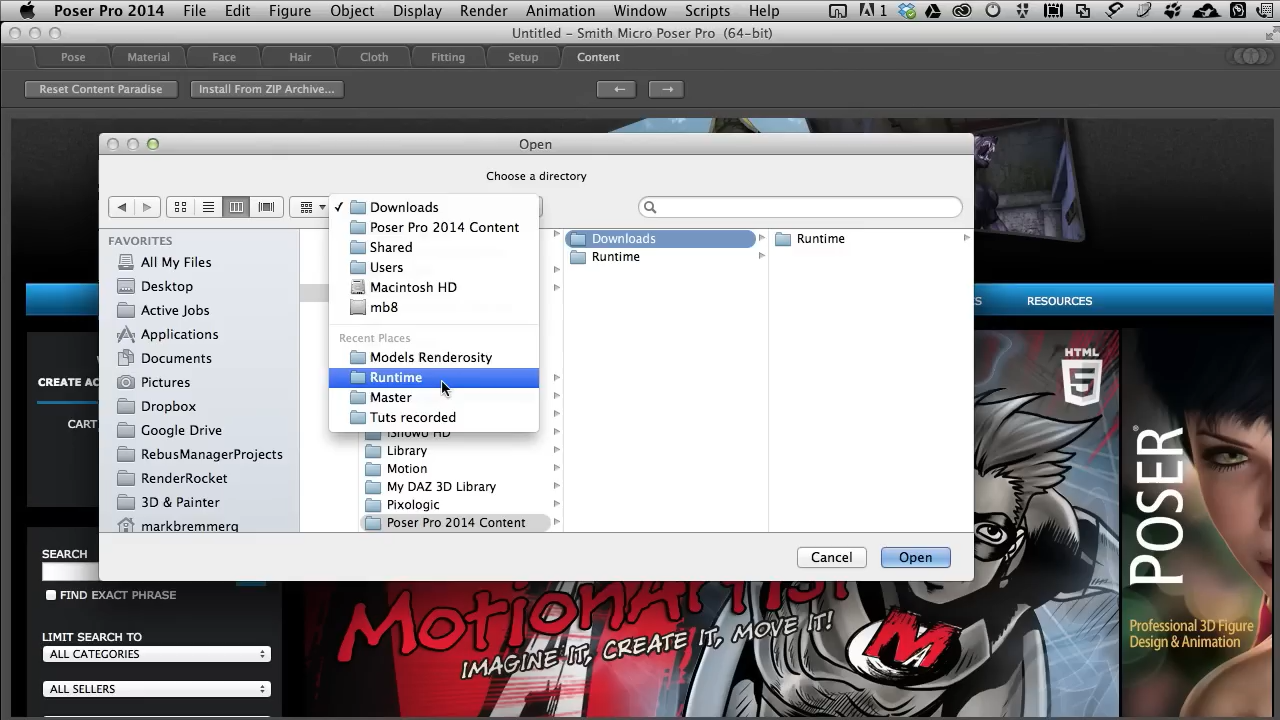 Poser Pro 2014 File Edit Figure Object Display Render Animation Window Scripts Help 1
Untitled - Smith Micro Poser Pro (64-bit)
Pose Material Face Hair Cloth Fitting Setup Content
Reset Content Paradise Install From ZIP Archive... ← →
Open
Choose a directory
FAVORITES
All My Files
Desktop
Active Jobs
Applications
Documents
Pictures
Dropbox
Google Drive
RebusManagerProjects
RenderRocket
3D & Painter
markbremmerg
✓ Downloads
Poser Pro 2014 Content
Shared
Users
Macintosh HD
mb8
Recent Places
Models Renderosity
Runtime
Master
Tuts recorded
Library
Motion
My DAZ 3D Library
Pixologic
Poser Pro 2014 Content
Downloads
Runtime
Runtime
Cancel Open
RESOURCES
CREATE AC
CART
SEARCH
FIND EXACT PHRASE
LIMIT SEARCH TO
ALL CATEGORIES
ALL SELLERS
MOTIONARTIST
IMAGINE IT, CREATE IT, MOVE IT!
M
HTML
5
POSER®
Professional 3D Figure
Design & Animation